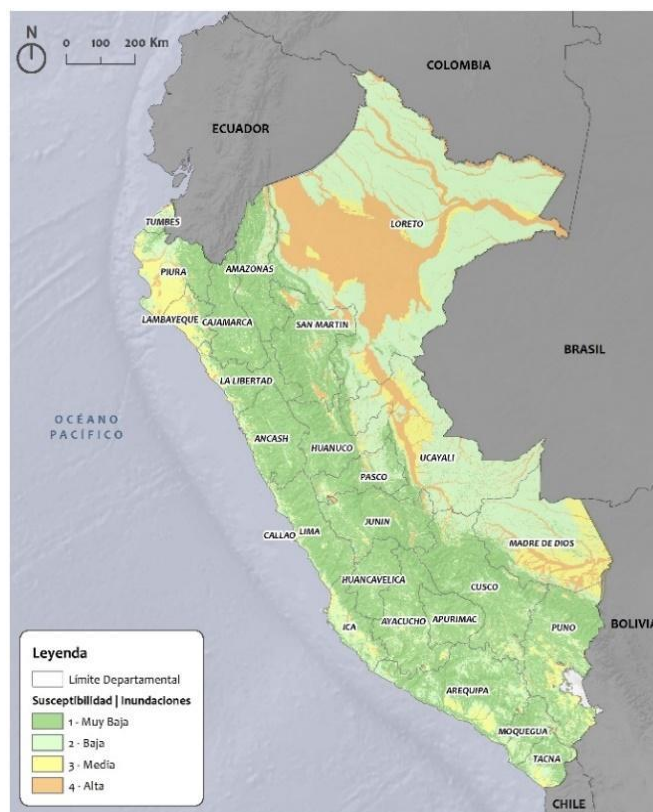 N
0 100 200 Km
COLOMBIA
ECUADOR
LORETO
TUMBES
PIURA
AMAZONAS
LAMBAYEQUE
CAJAMARCA
SAN MARTIN
BRASIL
LA LIBERTAD
OCÉANO
PACÍFICO
ANCASH
HUANUCO
UCAYALI
PASCO
JUNIN
CALLAO
LIMA
MADRE DE DIOS
HUANCAVELICA
CUSCO
AYACUCHO
APURIMAC
ICA
PUNO
BOLIVIA
AREQUIPA
MOQUEGUA
TACNA
CHILE
Leyenda
Límite Departamental
Susceptibilidad | Inundaciones
1 - Muy Baja
2 - Baja
3 - Media
4 - Alta